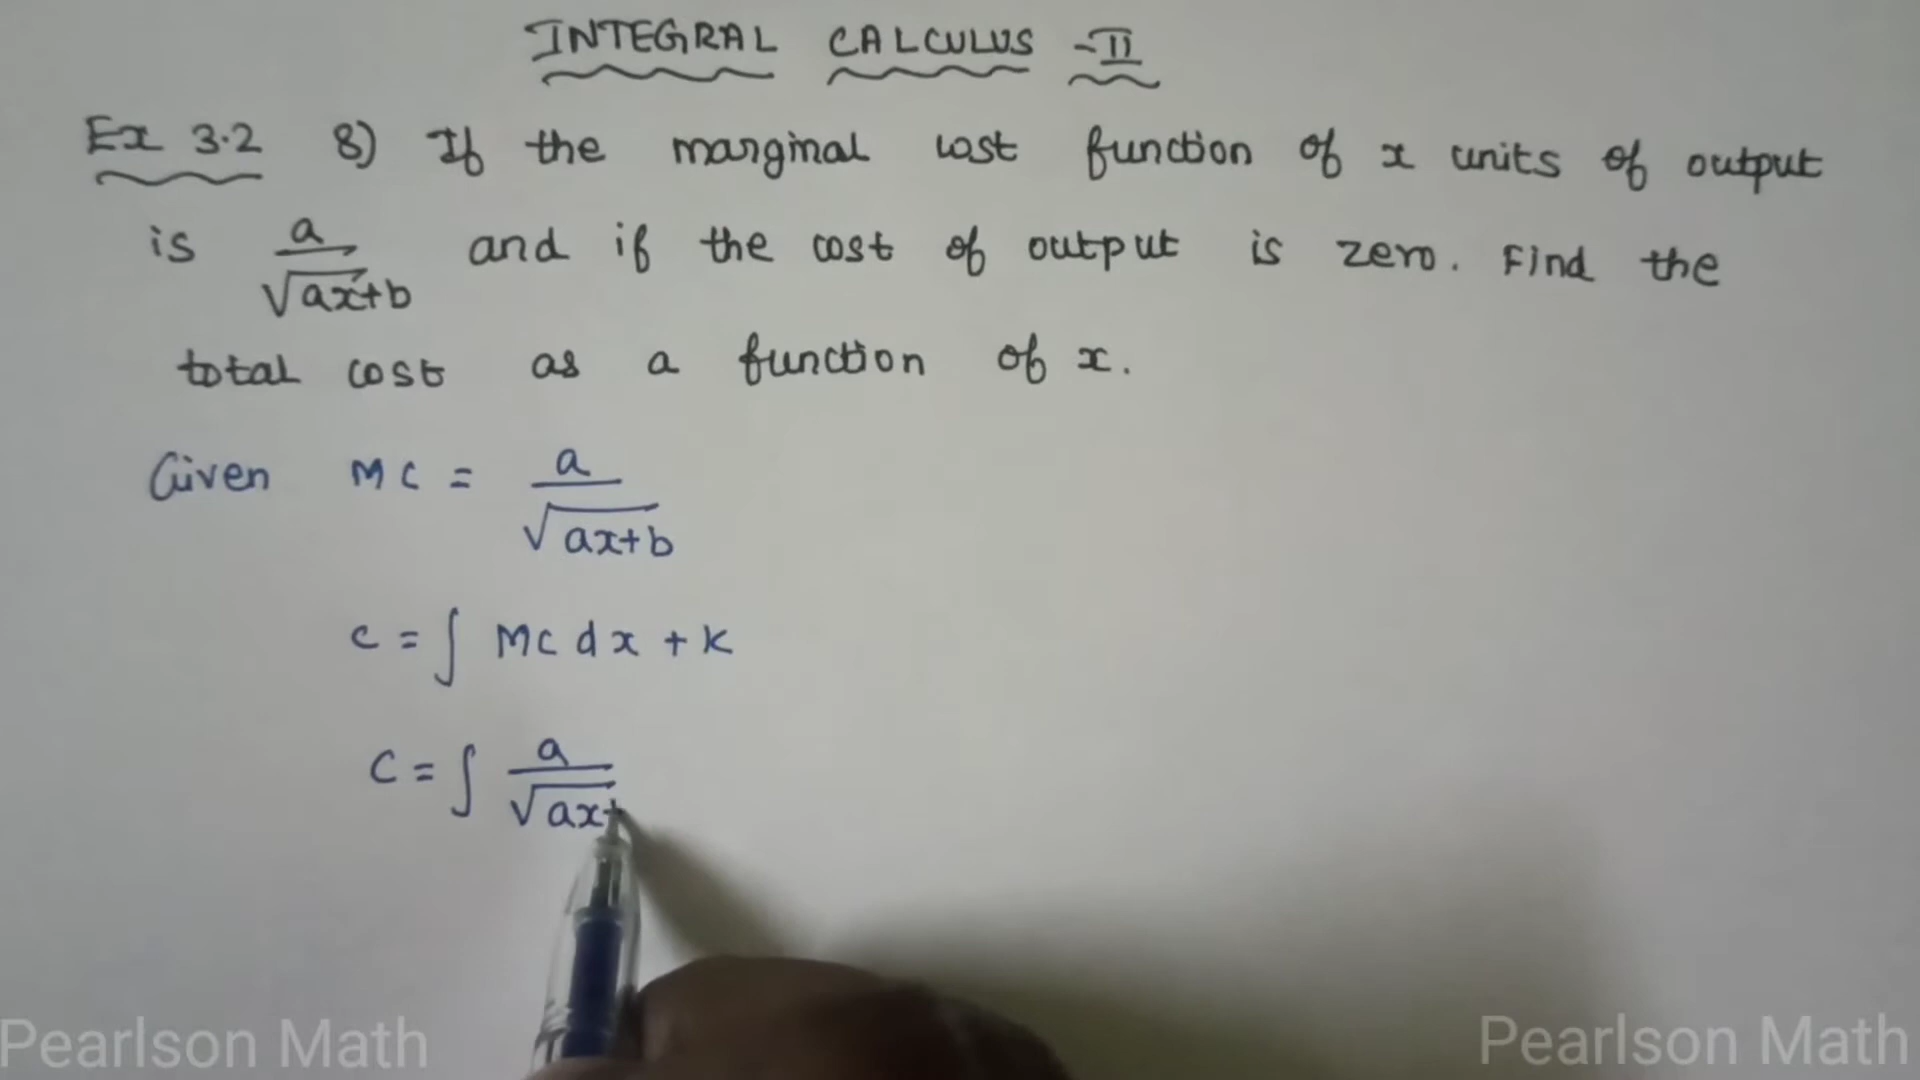 INTEGRAL CALCULUS - II
Ex 3.2 8) If the marginal cost function of x units of output
is a/√ax+b and if the cost of output is zero. Find the
total cost as a function of x.
Given MC = a/√ax+b
c = ∫ MC dx + k
C = ∫ a/√ax+
Pearlson Math Pearlson Math